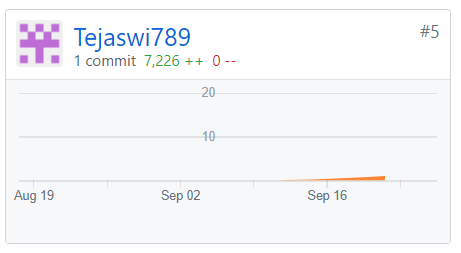 Tejaswi789 #5
1 commit 7,226 ++ 0 --
20
10
Aug 19 Sep 02 Sep 16